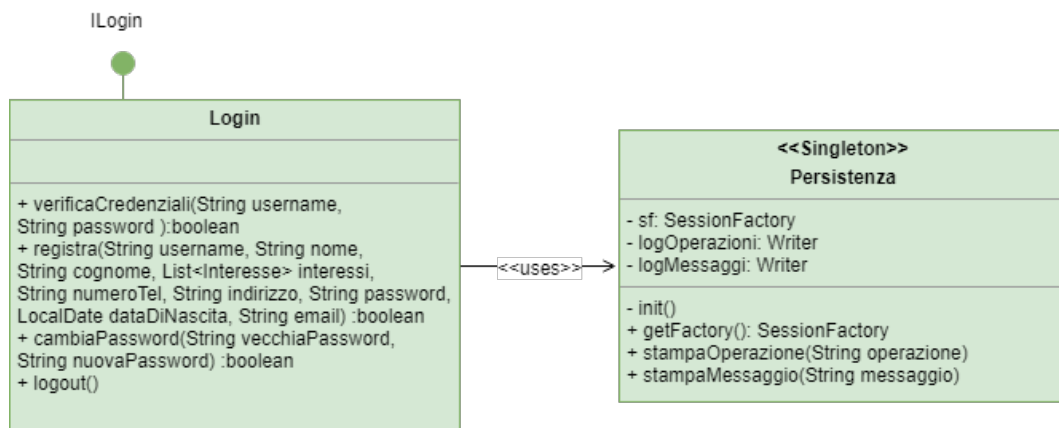 ILogin
Login
+ verificaCredenziali(String username,
String password ):boolean
+ registra(String username, String nome,
String cognome, List<Interesse> interessi,
String numeroTel, String indirizzo, String password,
LocalDate dataDiNascita, String email) :boolean
+ cambiaPassword(String vecchiaPassword,
String nuovaPassword) :boolean
+ logout()
<<uses>>
<<Singleton>>
Persistenza
- sf: SessionFactory
- logOperazioni: Writer
- logMessaggi: Writer
- init()
+ getFactory(): SessionFactory
+ stampaOperazione(String operazione)
+ stampaMessaggio(String messaggio)